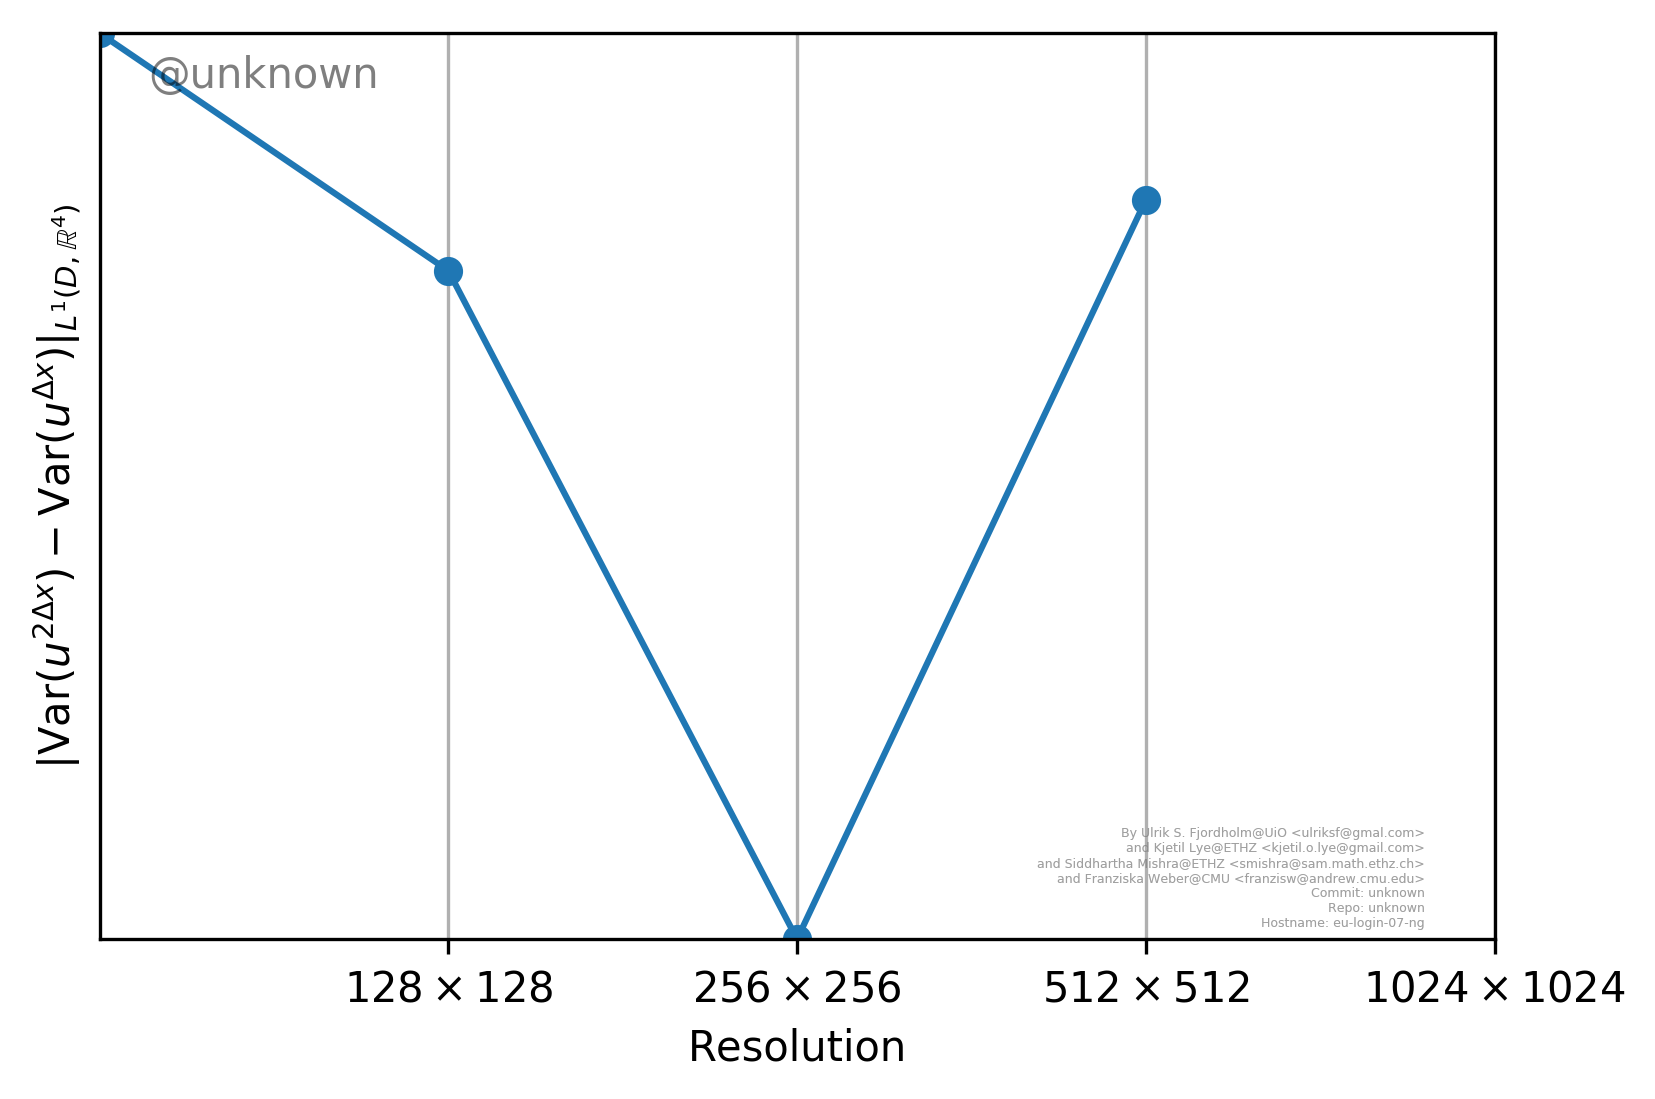 @unknown
|Var(u^{2Δx}) − Var(u^{Δx})|_{L^1(D, ℝ^4)}
By Ulrik S. Fjordholm@UiO <ulriksf@gmal.com>
and Kjetil Lye@ETHZ <kjetil.o.lye@gmail.com>
and Siddhartha Mishra@ETHZ <smishra@sam.math.ethz.ch>
and Franziska Weber@CMU <franzisw@andrew.cmu.edu>
Commit: unknown
Repo: unknown
Hostname: eu-login-07-ng
128 × 128 256 × 256 512 × 512 1024 × 1024
Resolution